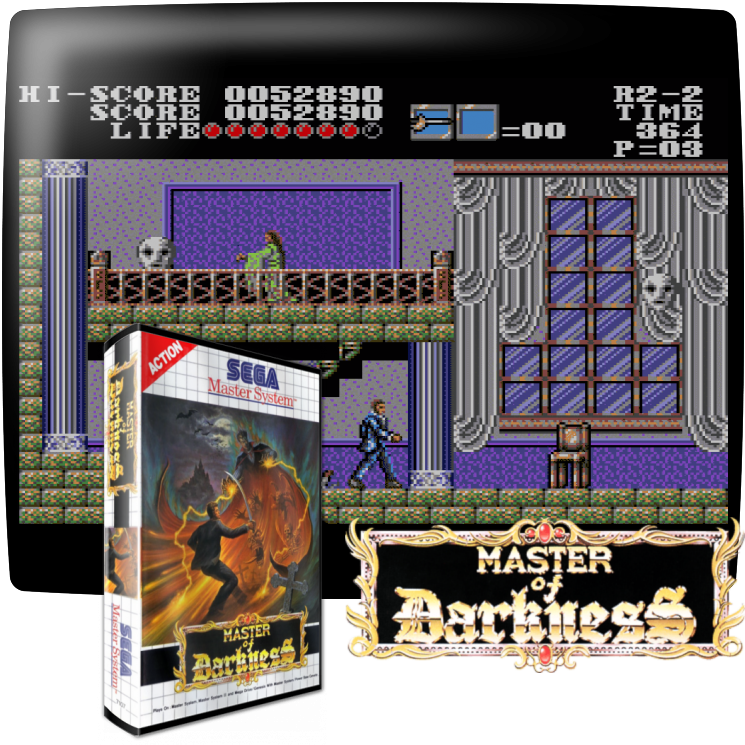 HI-SCORE 0052890 R2-2
SCORE 0052890 TIME
LIFE =00 364
P=03
ACTION
SEGA
Master System
MASTER
of
Darkness
MASTER
of
Darkness
SEGA
Master System
MASTER
of
Darkness